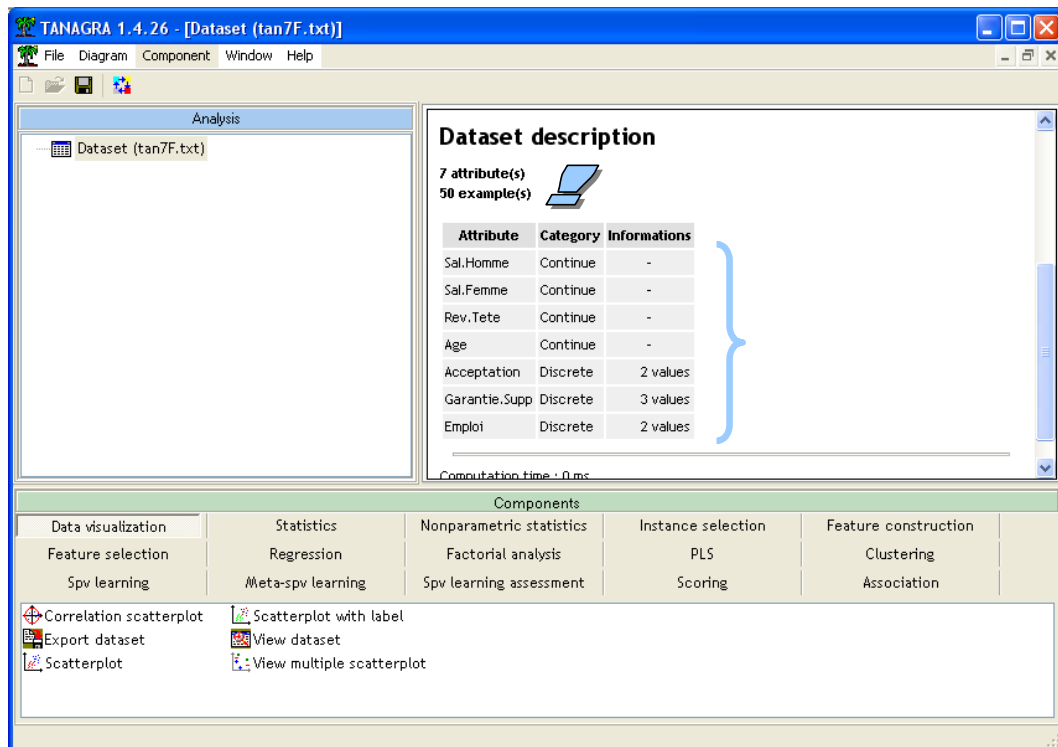 TANAGRA 1.4.26 - [Dataset (tan7F.txt)]
File Diagram Component Window Help
Analysis
Dataset (tan7F.txt)
Dataset description
7 attribute(s)
50 example(s)
Attribute Category Informations
Sal.Homme Continue -
Sal.Femme Continue -
Rev.Tete Continue -
Age Continue -
Acceptation Discrete 2 values
Garantie.Supp Discrete 3 values
Emploi Discrete 2 values
Computation time : 0 ms
Components
Data visualization Statistics Nonparametric statistics Instance selection Feature construction
Feature selection Regression Factorial analysis PLS Clustering
Spv learning Meta-spv learning Spv learning assessment Scoring Association
Correlation scatterplot Scatterplot with label
Export dataset View dataset
Scatterplot View multiple scatterplot